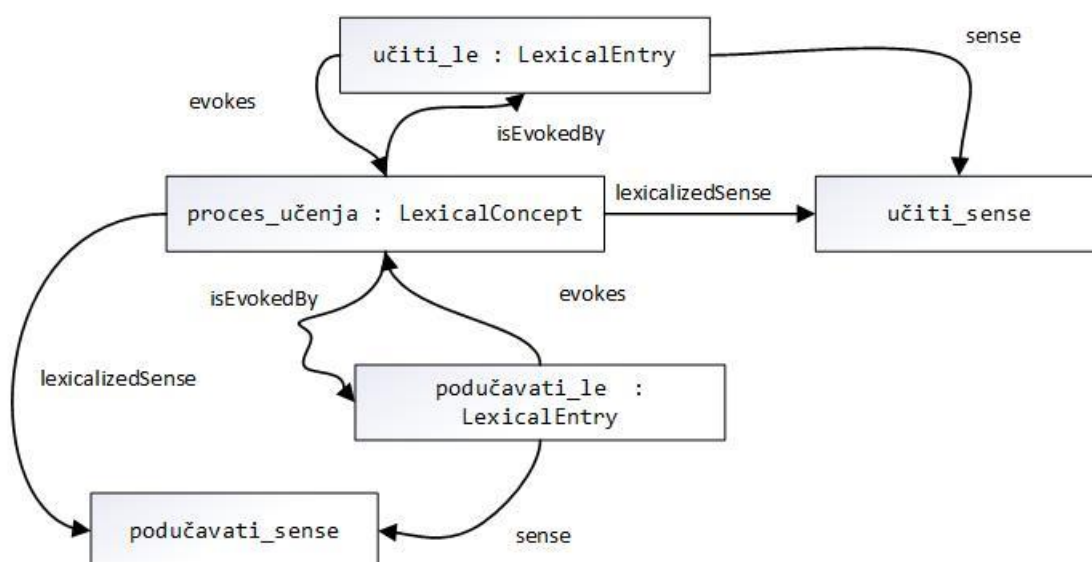 učiti_le : LexicalEntry
sense
evokes
isEvokedBy
lexicalizedSense
proces_učenja : LexicalConcept
učiti_sense
isEvokedBy
evokes
lexicalizedSense
podučavati_le :
LexicalEntry
podučavati_sense
sense